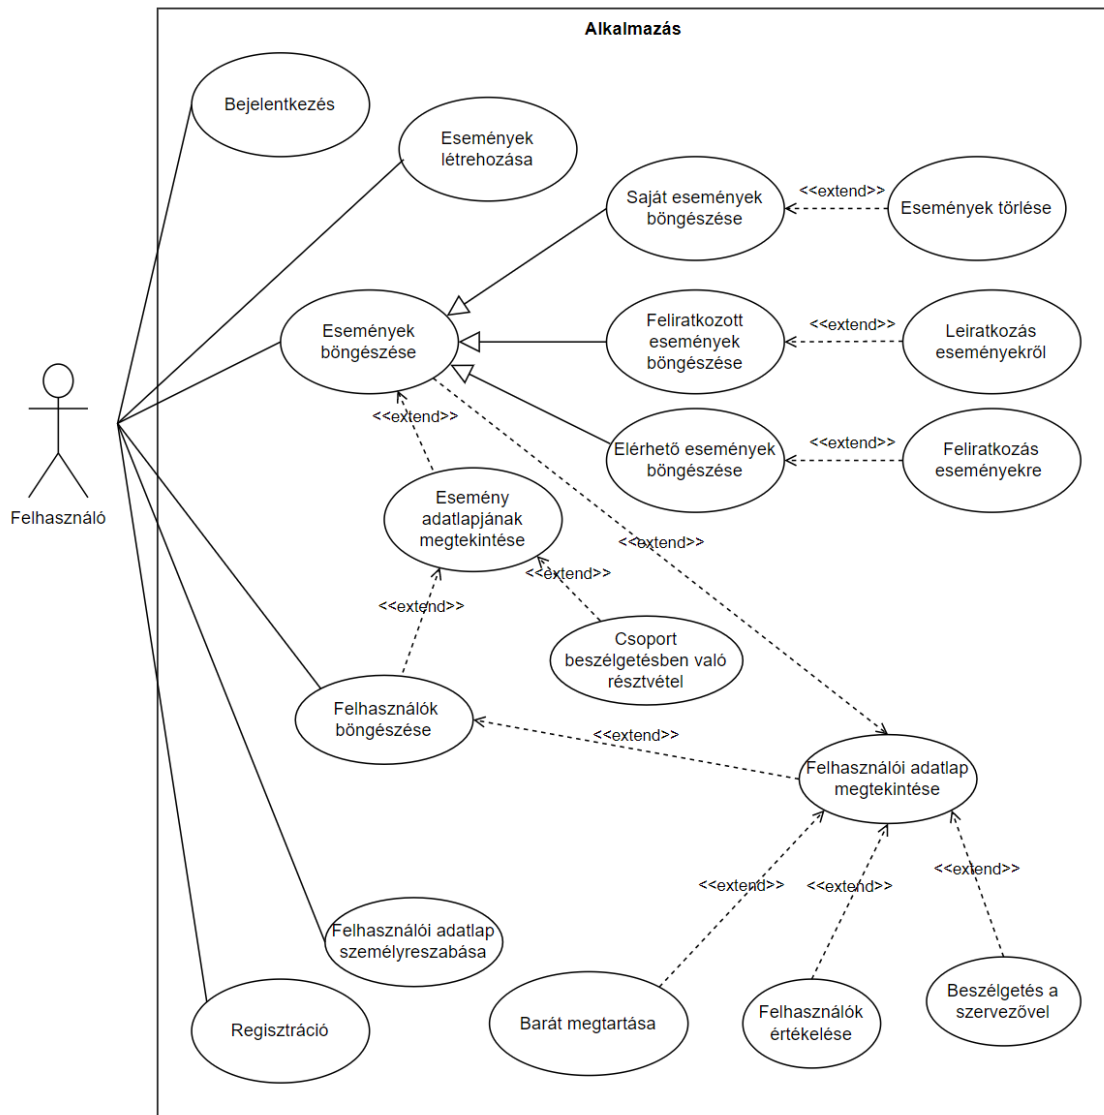 Alkalmazás
Bejelentkezés
Események
létrehozása
Saját események
böngészése
<<extend>>
Események törlése
Események
böngészése
Feliratkozott
események
böngészése
<<extend>>
Leiratkozás
eseményekről
<<extend>>
Elérhető események
böngészése
<<extend>>
Feliratkozás
eseményekre
Felhasználó
Esemény
adatlapjának
megtekintése
<<extend>>
<<extend>>
<<extend>>
Csoport
beszélgetésben való
résztvétel
Felhasználók
böngészése
<<extend>>
Felhasználói adatlap
megtekintése
<<extend>>
<<extend>>
<<extend>>
Felhasználói adatlap
személyreszabása
Regisztráció
Barát megtartása
Felhasználók
értékelése
Beszélgetés a
szervezővel